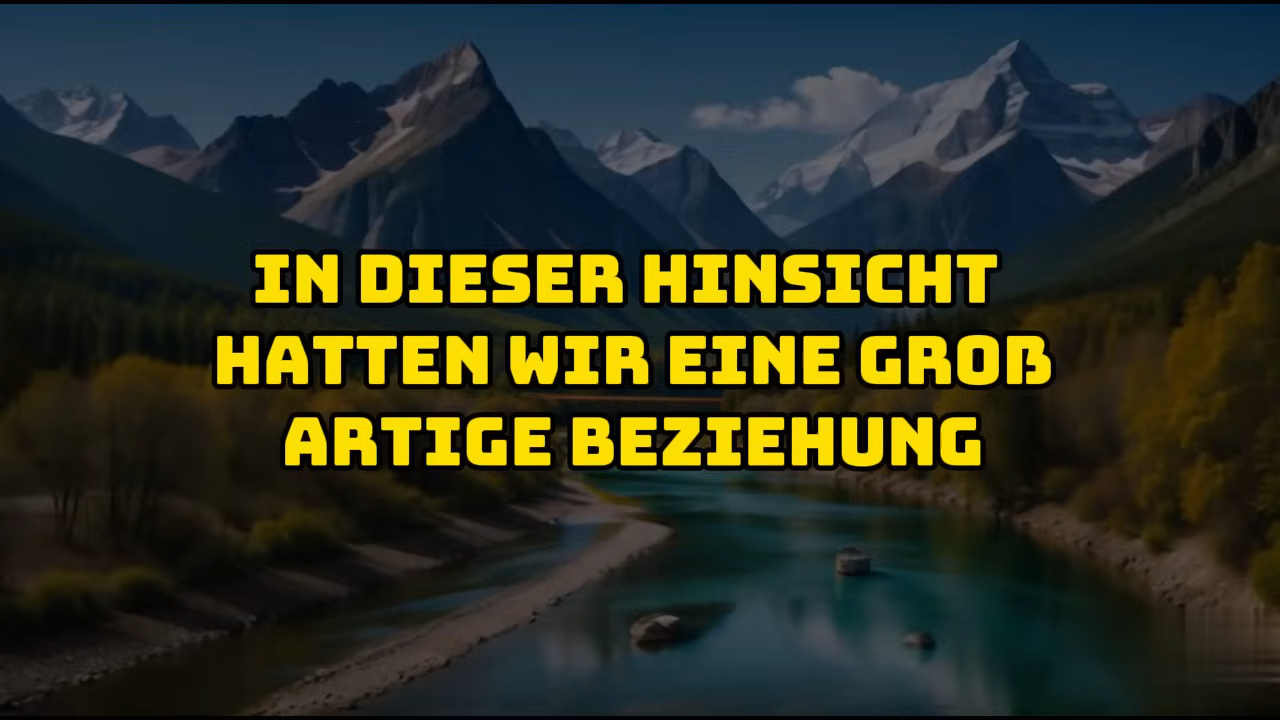 IN DIESER HINSICHT
HATTEN WIR EINE GROß
ARTIGE BEZIEHUNG